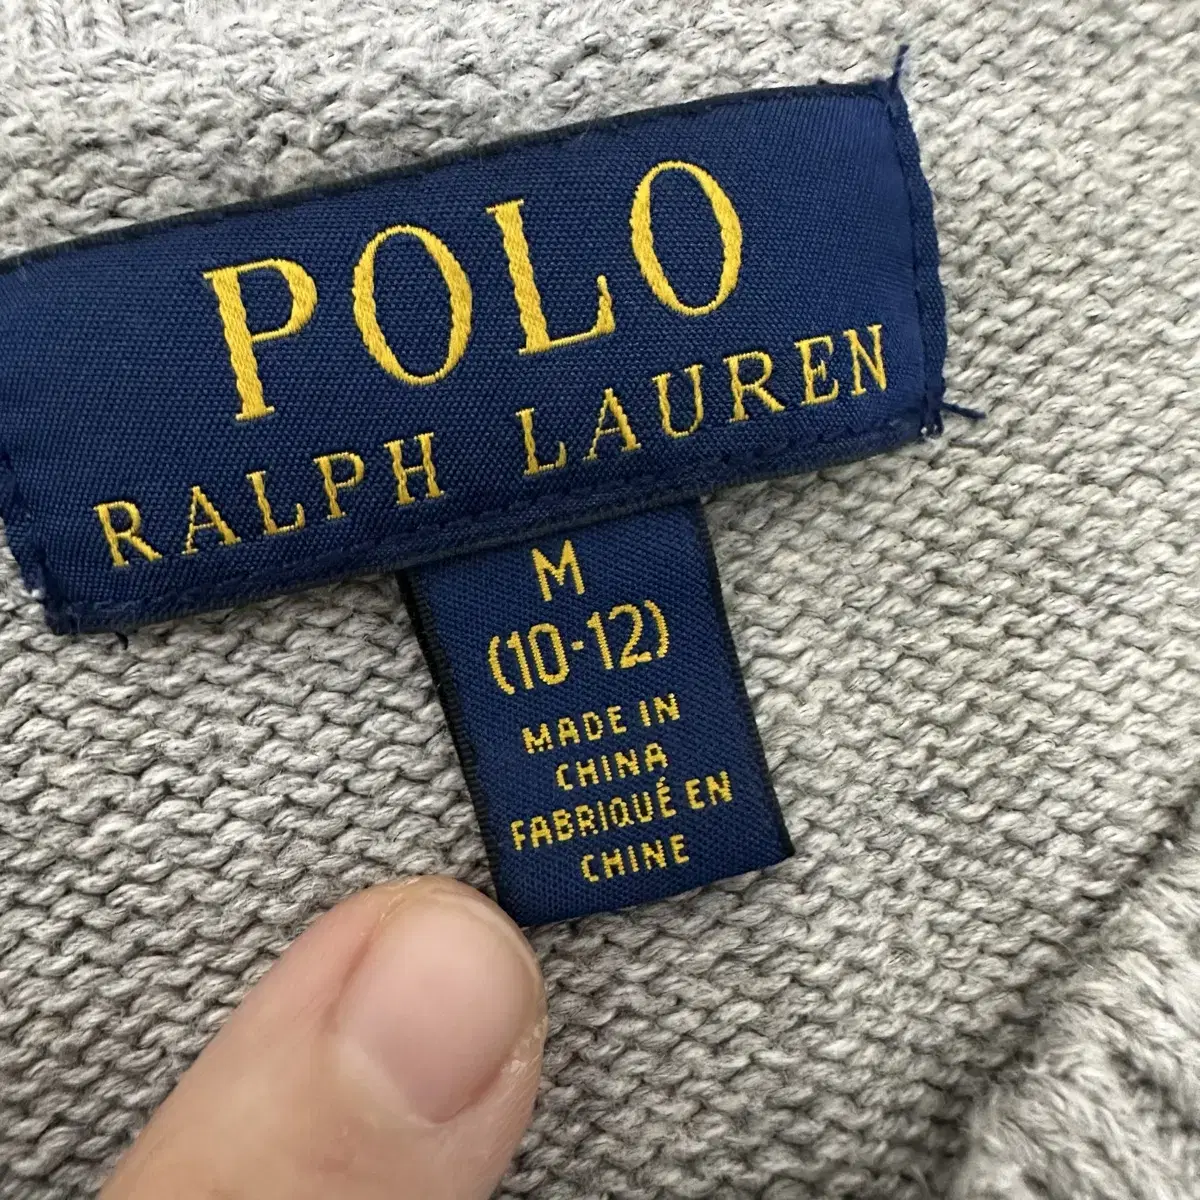 POLO
RALPH LAUREN
M
(10-12)
MADE IN
CHINA
FABRIQUÉ EN
CHINE